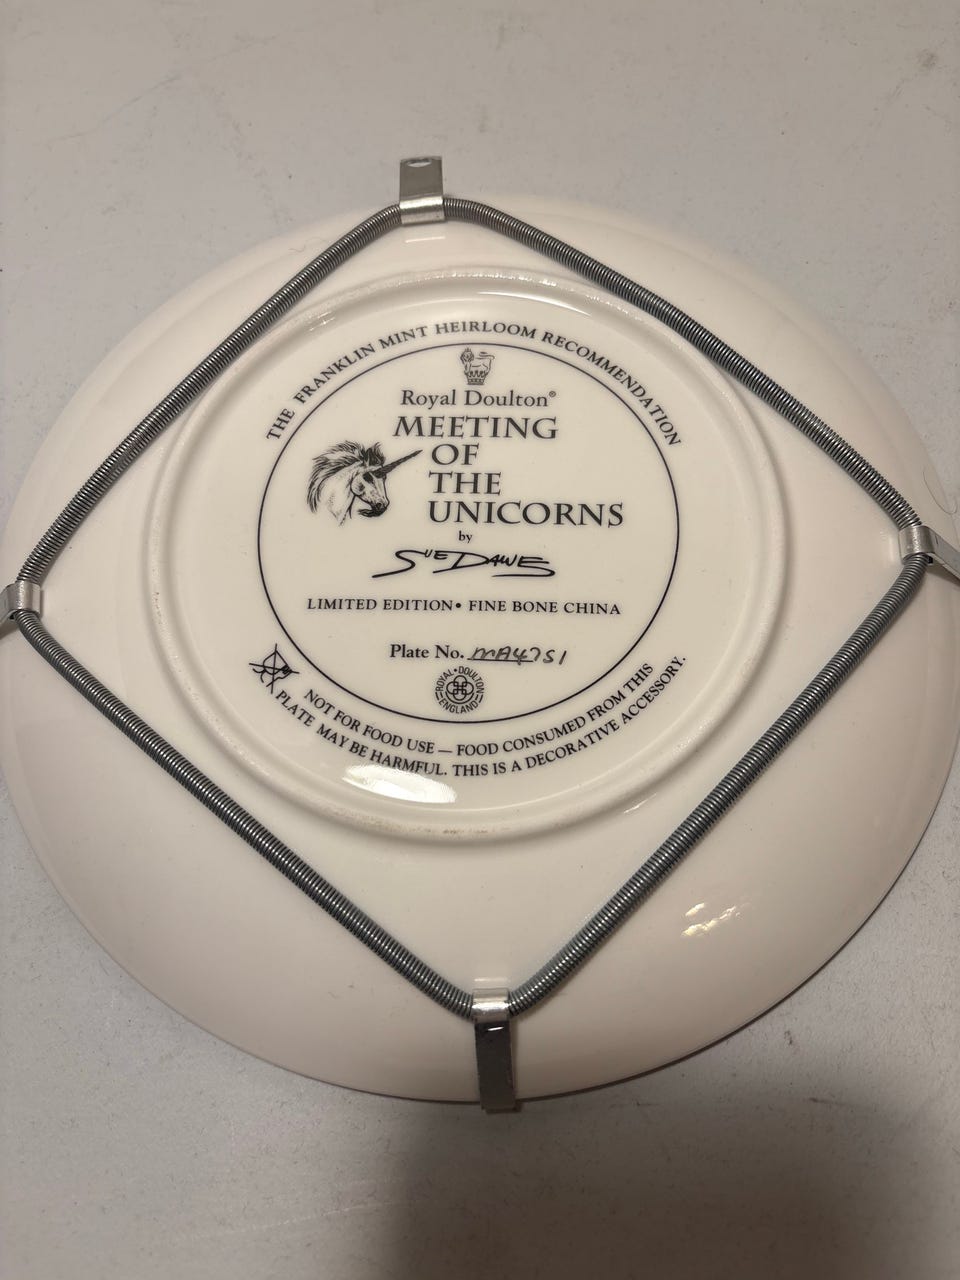 THE FRANKLIN MINT HEIRLOOM RECOMMENDATION
Royal Doulton®
MEETING
OF
THE
UNICORNS
by
SUE DAWES
LIMITED EDITION • FINE BONE CHINA
Plate No. MA4751
ROYAL • DOULTON
ENGLAND
NOT FOR FOOD USE — FOOD CONSUMED FROM THIS
PLATE MAY BE HARMFUL. THIS IS A DECORATIVE ACCESSORY.